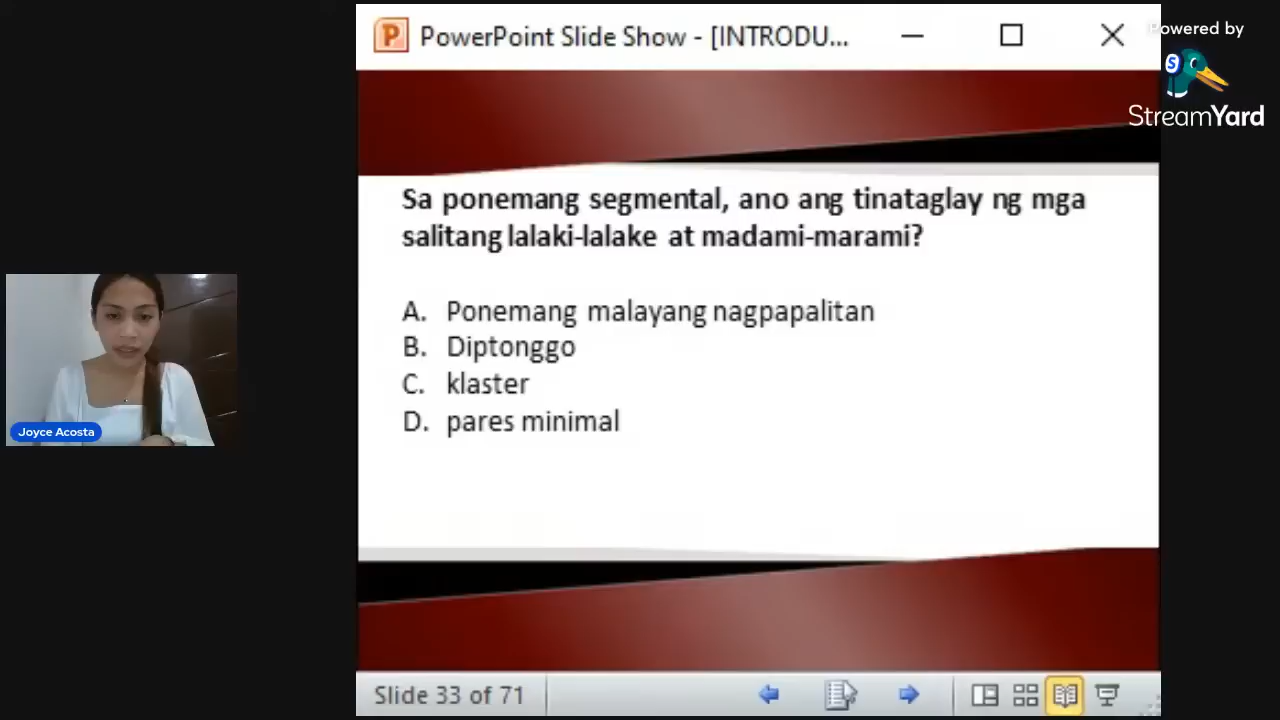 PowerPoint Slide Show - [INTRODU...
Powered by
StreamYard
Sa ponemang segmental, ano ang tinataglay ng mga
salitang lalaki-lalake at madami-marami?
A. Ponemang malayang nagpapalitan
B. Diptonggo
C. klaster
D. pares minimal
Joyce Acosta
Slide 33 of 71